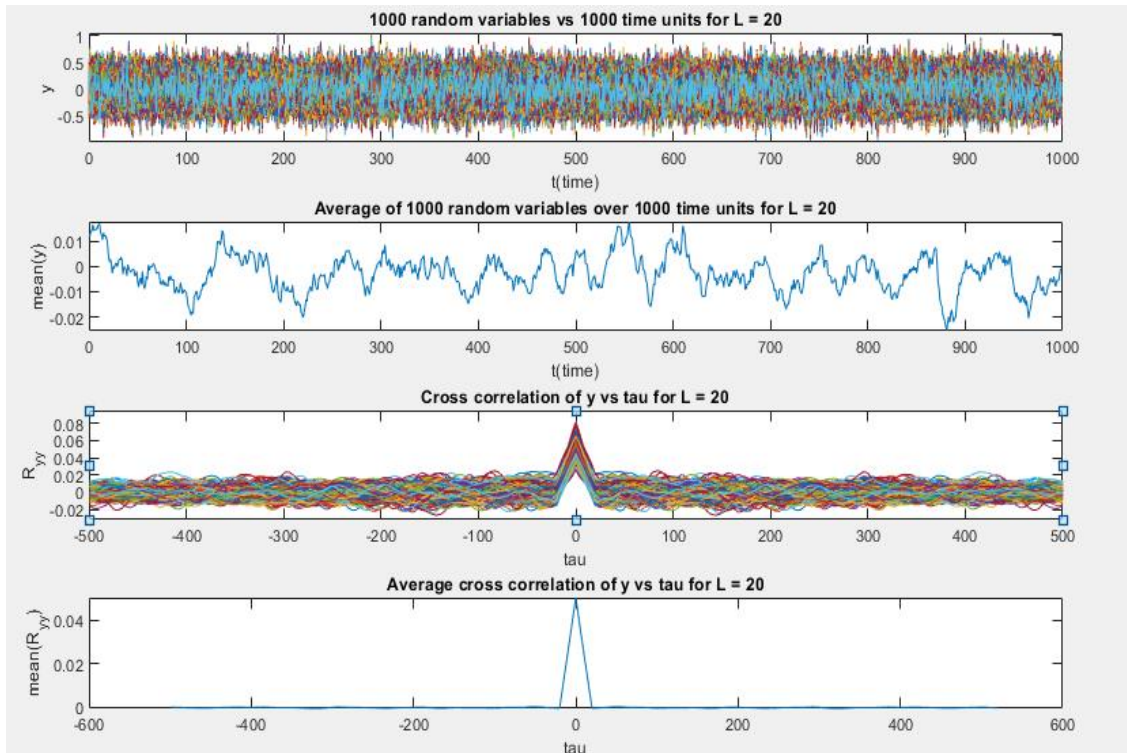 1000 random variables vs 1000 time units for L = 20
1
0.5
0
-0.5
y
0 100 200 300 400 500 600 700 800 900 1000
t(time)
Average of 1000 random variables over 1000 time units for L = 20
0.01
0
-0.01
-0.02
mean(y)
0 100 200 300 400 500 600 700 800 900 1000
t(time)
Cross correlation of y vs tau for L = 20
0.08
0.06
0.04
0.02
0
-0.02
R_yy
-500 -400 -300 -200 -100 0 100 200 300 400 500
tau
Average cross correlation of y vs tau for L = 20
0.04
0.02
0
mean(R_yy)
-600 -400 -200 0 200 400 600
tau